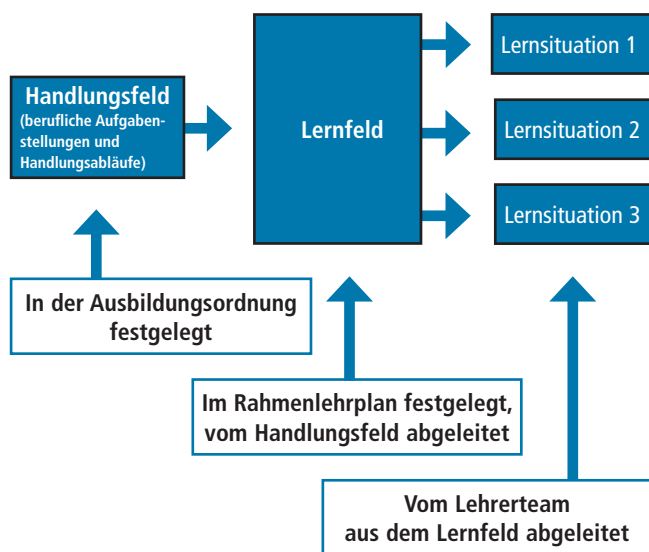 Handlungsfeld
(berufliche Aufgaben-
stellungen und
Handlungsabläufe)
Lernfeld
Lernsituation 1
Lernsituation 2
Lernsituation 3
In der Ausbildungsordnung
festgelegt
Im Rahmenlehrplan festgelegt,
vom Handlungsfeld abgeleitet
Vom Lehrerteam
aus dem Lernfeld abgeleitet